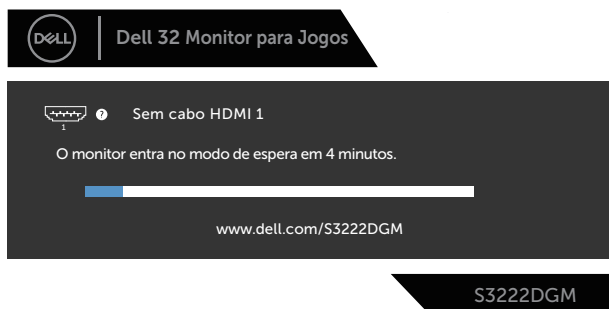 DELL
Dell 32 Monitor para Jogos
1
?
Sem cabo HDMI 1
O monitor entra no modo de espera em 4 minutos.
www.dell.com/S3222DGM
S3222DGM